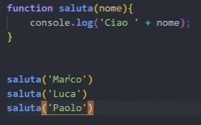 function saluta(nome){
console.log('Ciao ' + nome);
}
saluta('Marco')
saluta('Luca')
saluta('Paolo')